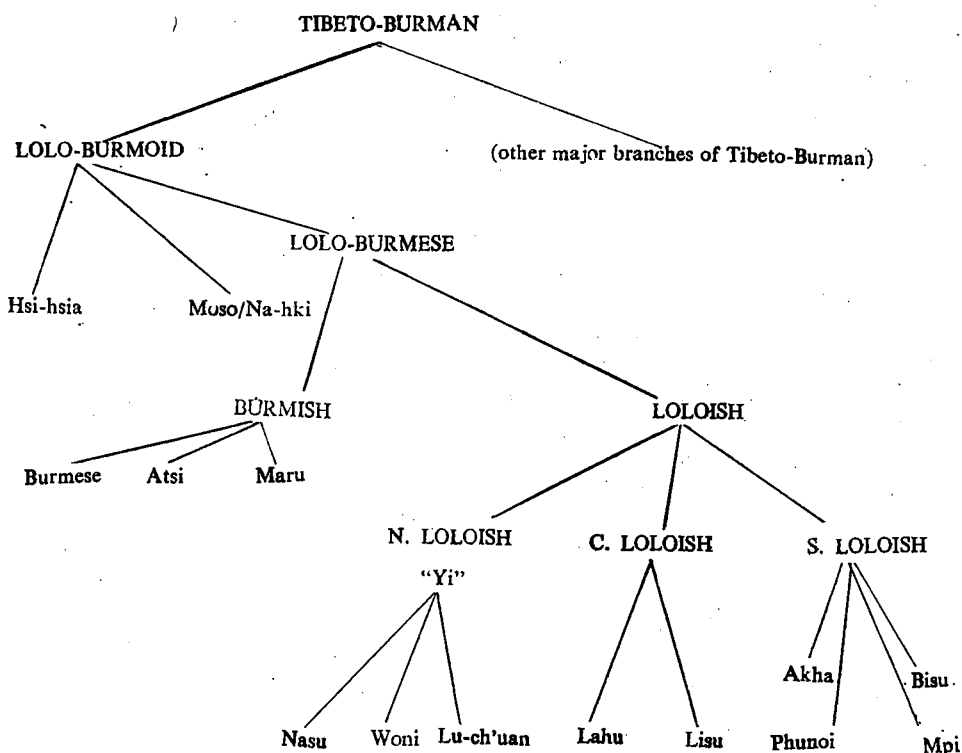 TIBETO-BURMAN
LOLO-BURMOID
(other major branches of Tibeto-Burman)
LOLO-BURMESE
Hsi-hsia
Moso/Na-hki
BURMISH
LOLOISH
Burmese
Atsi
Maru
N. LOLOISH
C. LOLOISH
S. LOLOISH
"Yi"
Akha
Bisu
Nasu
Woni
Lu-ch'uan
Lahu
Lisu
Phunoi
Mpi